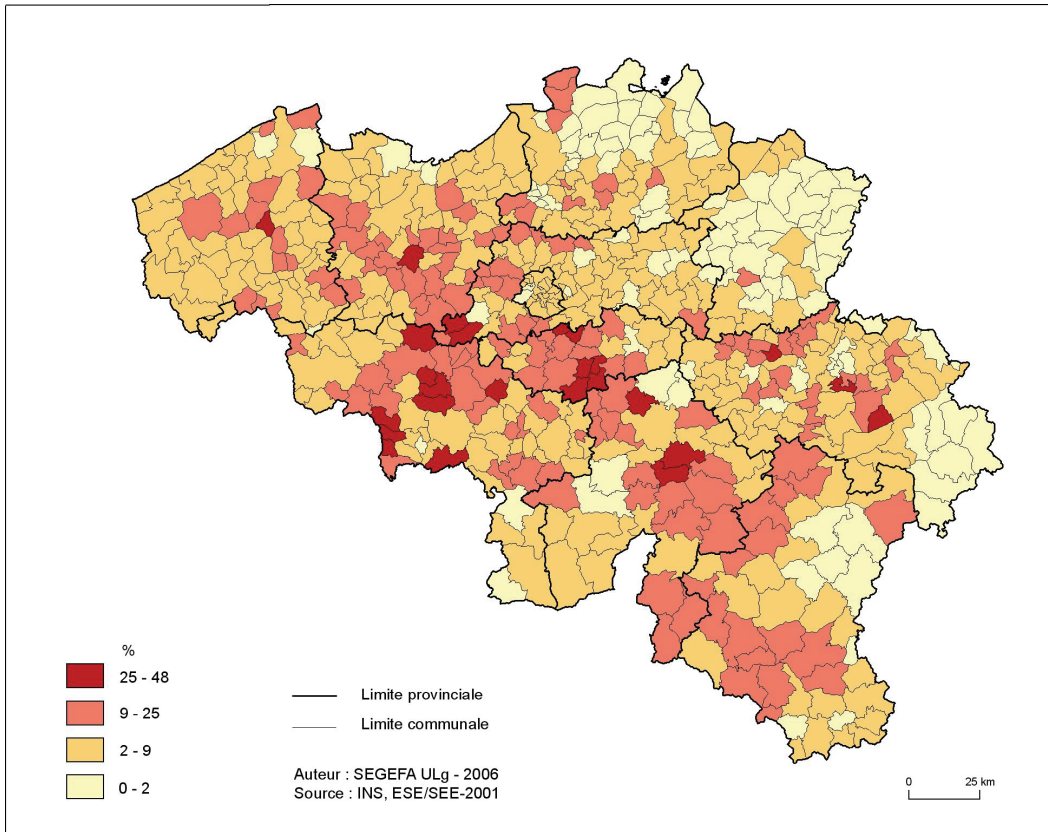 %
25 - 48
9 - 25
2 - 9
0 - 2
Limite provinciale
Limite communale
Auteur : SEGEFA ULg - 2006
Source : INS, ESE/SEE-2001
0 25 km